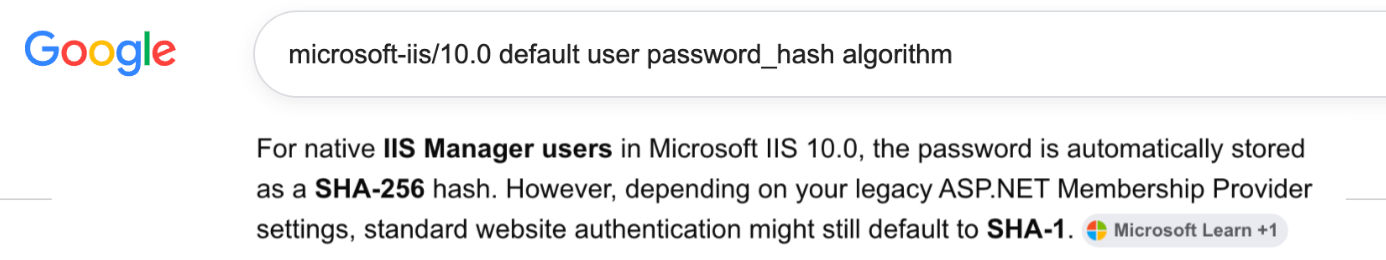 Google
microsoft-iis/10.0 default user password_hash algorithm
For native IIS Manager users in Microsoft IIS 10.0, the password is automatically stored
as a SHA-256 hash. However, depending on your legacy ASP.NET Membership Provider
settings, standard website authentication might still default to SHA-1. Microsoft Learn +1